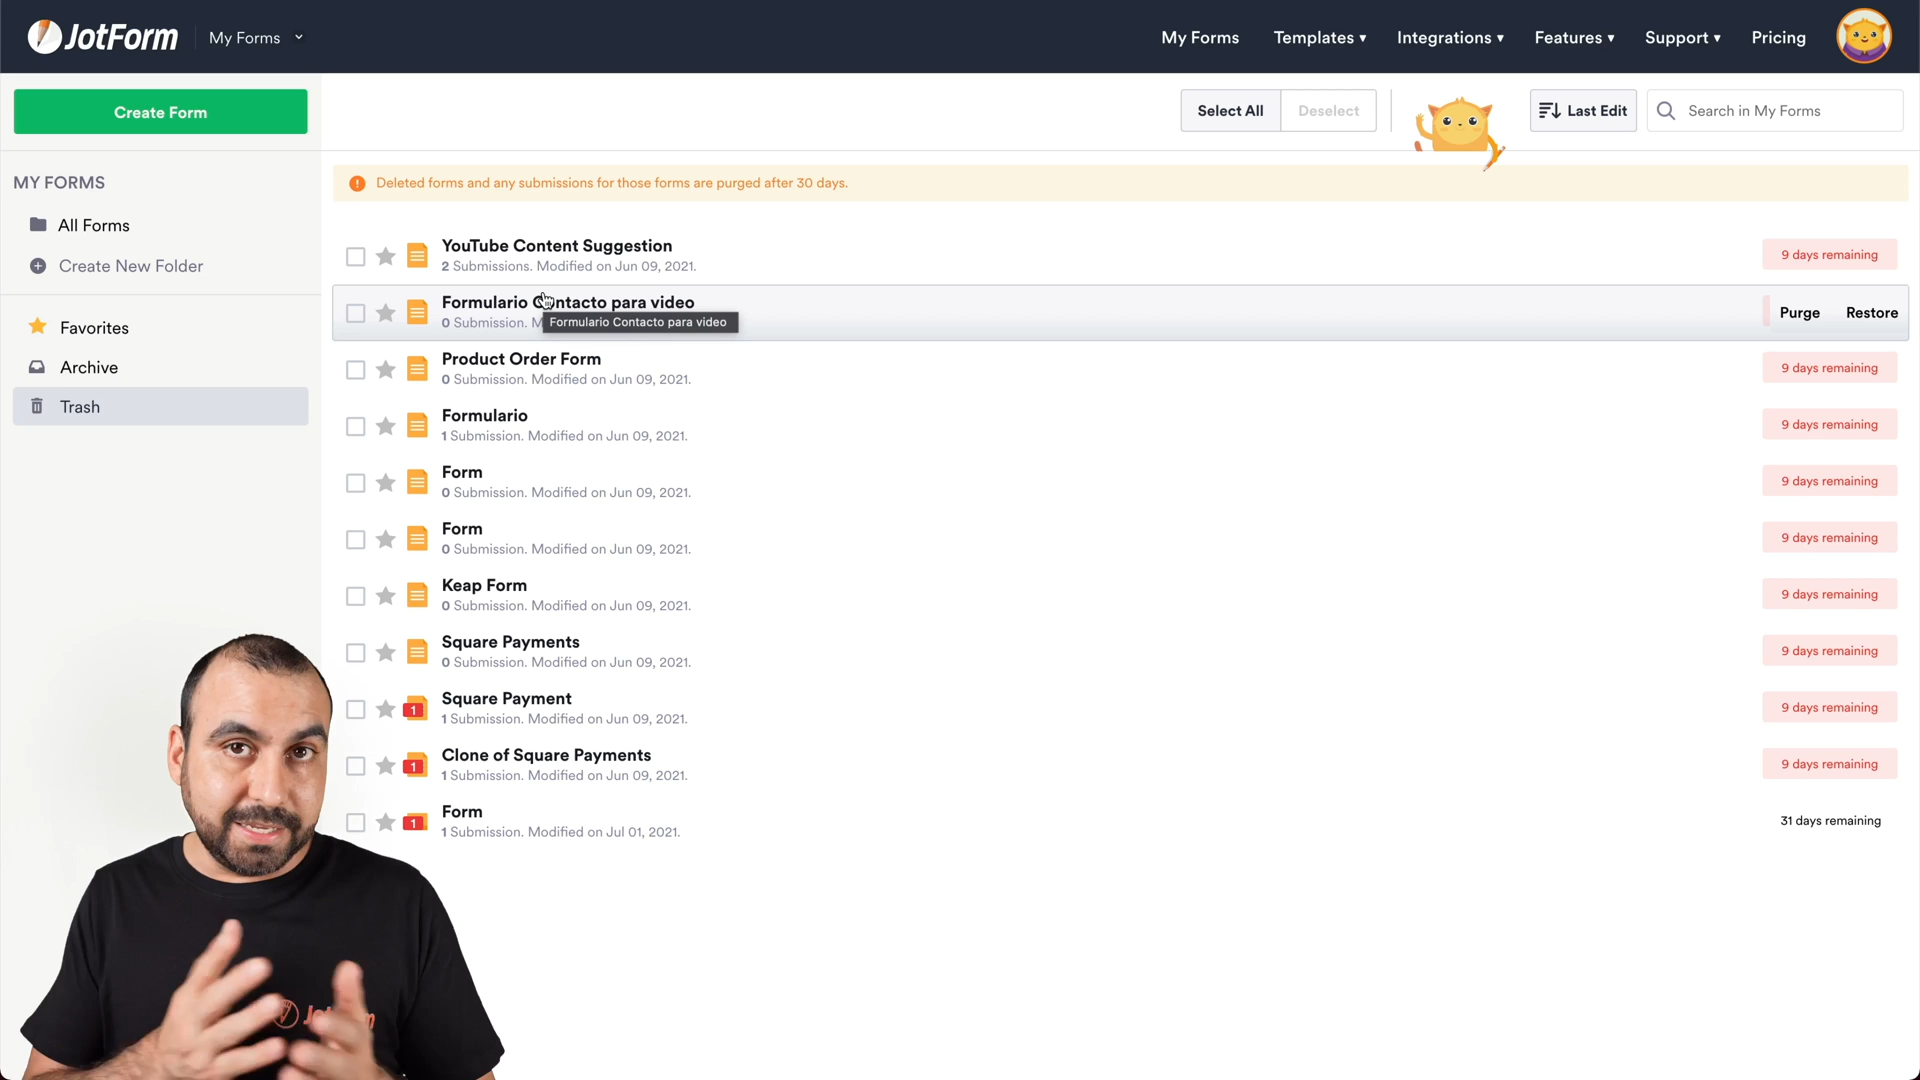 JotForm
My Forms
My Forms
Templates ▾
Integrations ▾
Features ▾
Support ▾
Pricing
Create Form
Select All
Deselect
Last Edit
Search in My Forms
MY FORMS
All Forms
Create New Folder
Favorites
Archive
Trash
Deleted forms and any submissions for those forms are purged after 30 days.
YouTube Content Suggestion
2 Submissions. Modified on Jun 09, 2021.
9 days remaining
Formulario Contacto para video
0 Submission. M
Formulario Contacto para video
Purge
Restore
Product Order Form
0 Submission. Modified on Jun 09, 2021.
9 days remaining
Formulario
1 Submission. Modified on Jun 09, 2021.
9 days remaining
Form
0 Submission. Modified on Jun 09, 2021.
9 days remaining
Form
0 Submission. Modified on Jun 09, 2021.
9 days remaining
Keap Form
0 Submission. Modified on Jun 09, 2021.
9 days remaining
Square Payments
0 Submission. Modified on Jun 09, 2021.
9 days remaining
1
Square Payment
1 Submission. Modified on Jun 09, 2021.
9 days remaining
1
Clone of Square Payments
1 Submission. Modified on Jun 09, 2021.
9 days remaining
1
Form
1 Submission. Modified on Jul 01, 2021.
31 days remaining